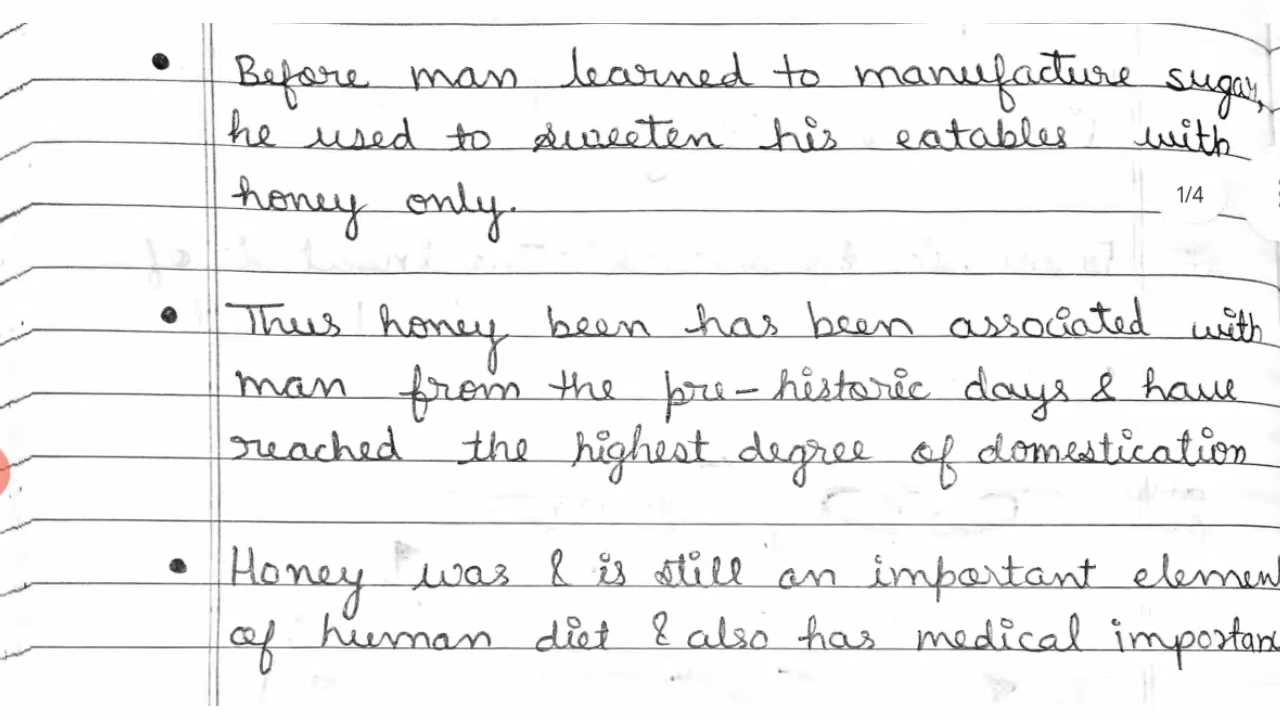 • Before man learned to manufacture sugar,
he used to sweeten his eatables with
honey only.
1/4
• Thus honey been has been associated with
man from the pre-historic days & have
reached the highest degree of domestication
• Honey was & is still an important elemen
of human diet & also has medical importan